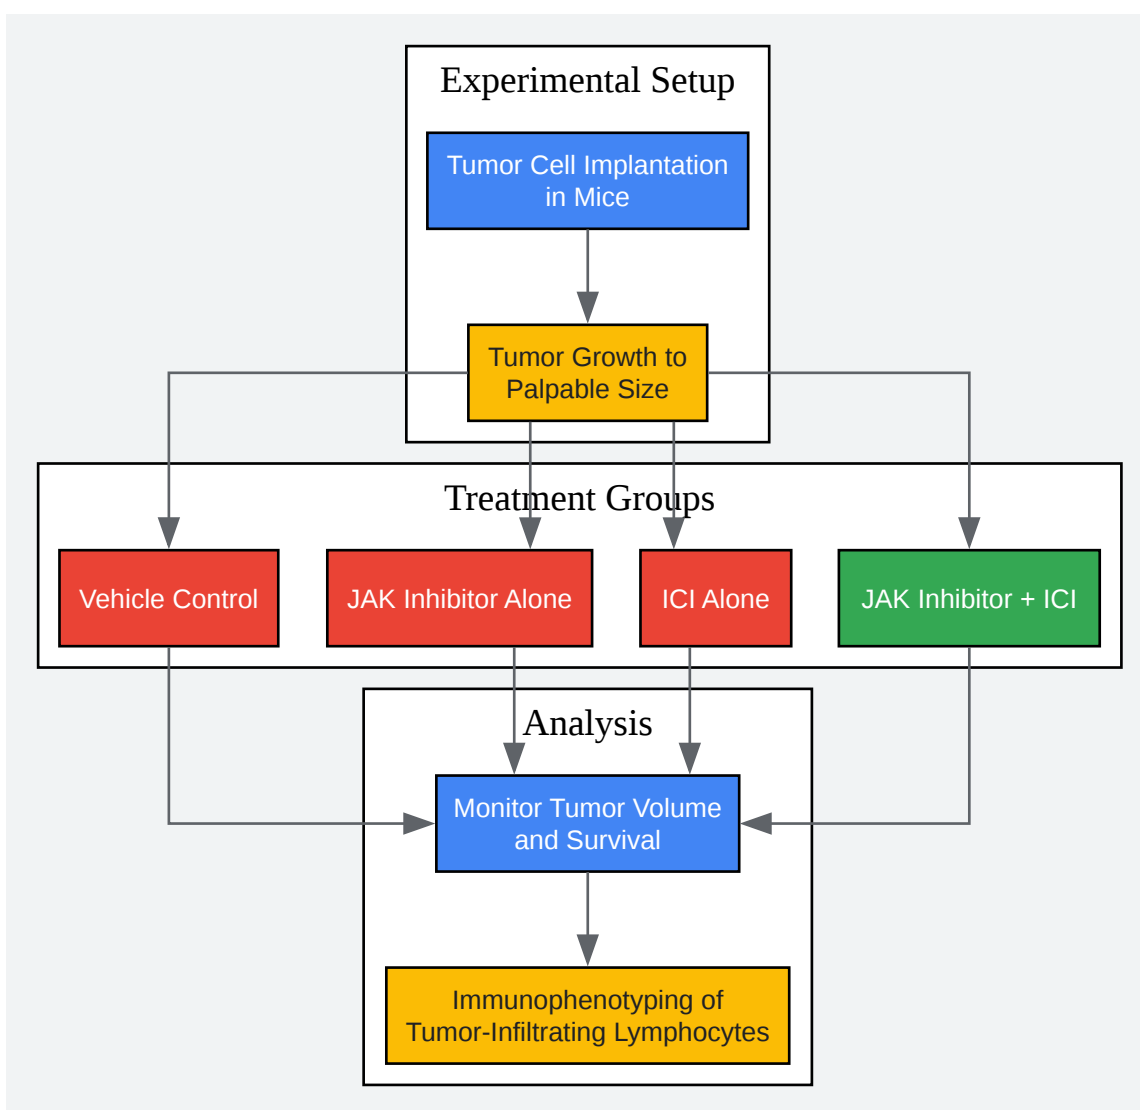 Experimental Setup
Tumor Cell Implantation
in Mice
Tumor Growth to
Palpable Size
Treatment Groups
Vehicle Control
JAK Inhibitor Alone
ICI Alone
JAK Inhibitor + ICI
Analysis
Monitor Tumor Volume
and Survival
Immunophenotyping of
Tumor-Infiltrating Lymphocytes